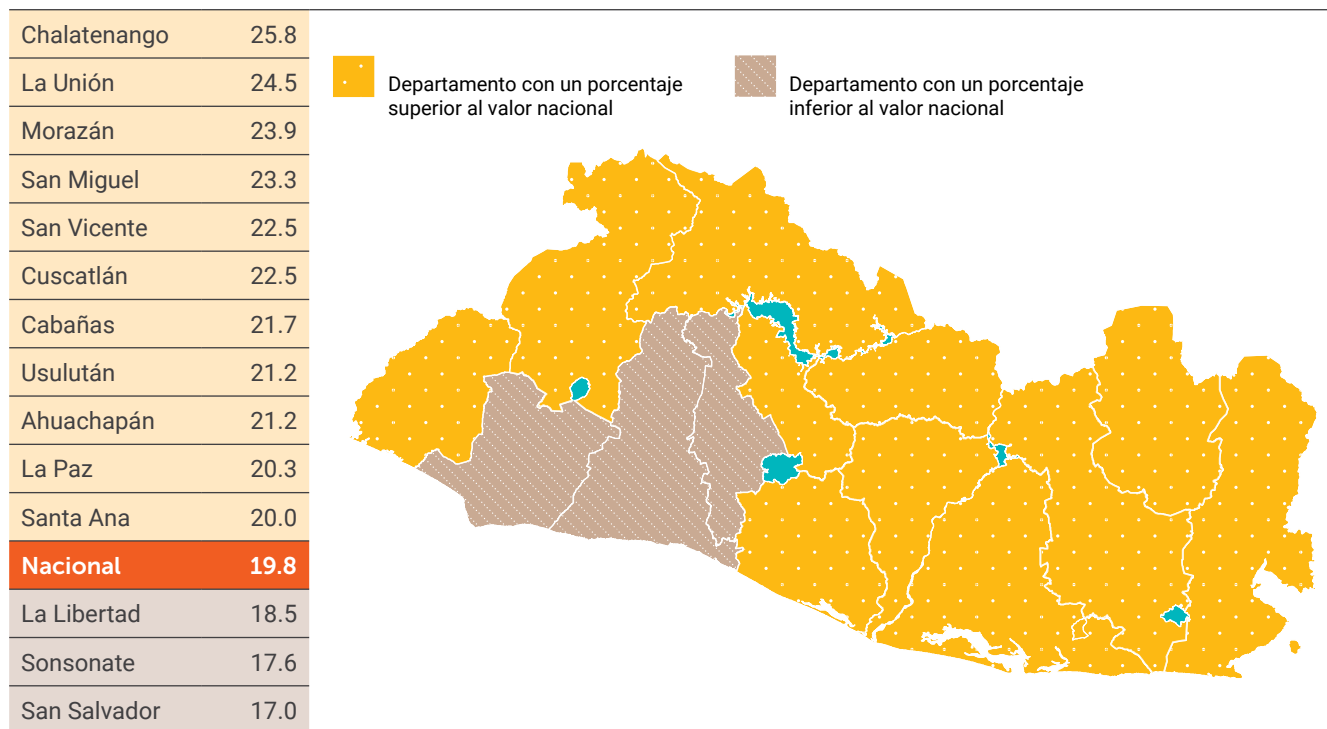 Chalatenango 25.8
La Unión 24.5
Morazán 23.9
San Miguel 23.3
San Vicente 22.5
Cuscatlán 22.5
Cabañas 21.7
Usulután 21.2
Ahuachapán 21.2
La Paz 20.3
Santa Ana 20.0
Nacional 19.8
La Libertad 18.5
Sonsonate 17.6
San Salvador 17.0
Departamento con un porcentaje
superior al valor nacional
Departamento con un porcentaje
inferior al valor nacional